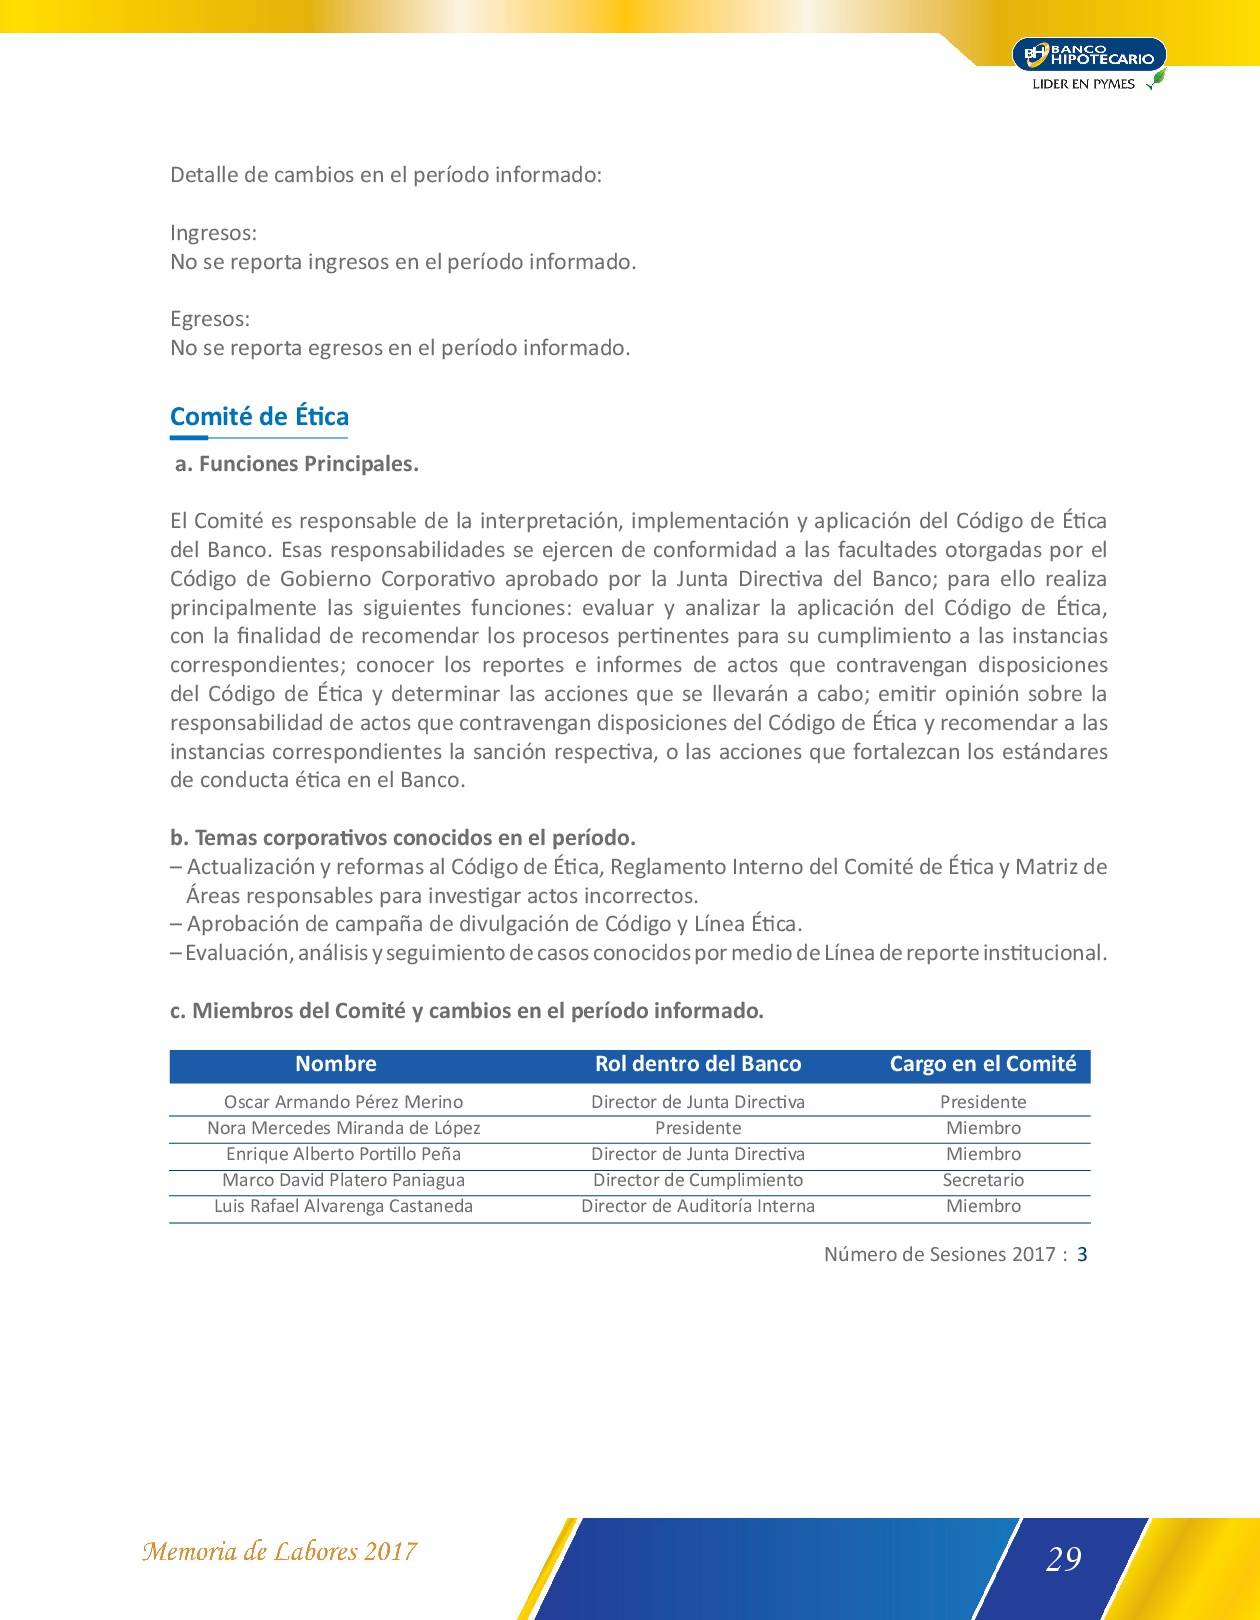 BH BANCO
HIPOTECARIO
LIDER EN PYMES
Detalle de cambios en el período informado:
Ingresos:
No se reporta ingresos en el período informado.
Egresos:
No se reporta egresos en el período informado.
Comité de Ética
a. Funciones Principales.
El Comité es responsable de la interpretación, implementación y aplicación del Código de Ética
del Banco. Esas responsabilidades se ejercen de conformidad a las facultades otorgadas por el
Código de Gobierno Corporativo aprobado por la Junta Directiva del Banco; para ello realiza
principalmente las siguientes funciones: evaluar y analizar la aplicación del Código de Ética,
con la finalidad de recomendar los procesos pertinentes para su cumplimiento a las instancias
correspondientes; conocer los reportes e informes de actos que contravengan disposiciones
del Código de Ética y determinar las acciones que se llevarán a cabo; emitir opinión sobre la
responsabilidad de actos que contravengan disposiciones del Código de Ética y recomendar a las
instancias correspondientes la sanción respectiva, o las acciones que fortalezcan los estándares
de conducta ética en el Banco.
b. Temas corporativos conocidos en el período.
– Actualización y reformas al Código de Ética, Reglamento Interno del Comité de Ética y Matriz de
Áreas responsables para investigar actos incorrectos.
– Aprobación de campaña de divulgación de Código y Línea Ética.
– Evaluación, análisis y seguimiento de casos conocidos por medio de Línea de reporte institucional.
c. Miembros del Comité y cambios en el período informado.
Nombre Rol dentro del Banco Cargo en el Comité
Oscar Armando Pérez Merino Director de Junta Directiva Presidente
Nora Mercedes Miranda de López Presidente Miembro
Enrique Alberto Portillo Peña Director de Junta Directiva Miembro
Marco David Platero Paniagua Director de Cumplimiento Secretario
Luis Rafael Alvarenga Castaneda Director de Auditoría Interna Miembro
Número de Sesiones 2017 : 3
Memoria de Labores 2017
29